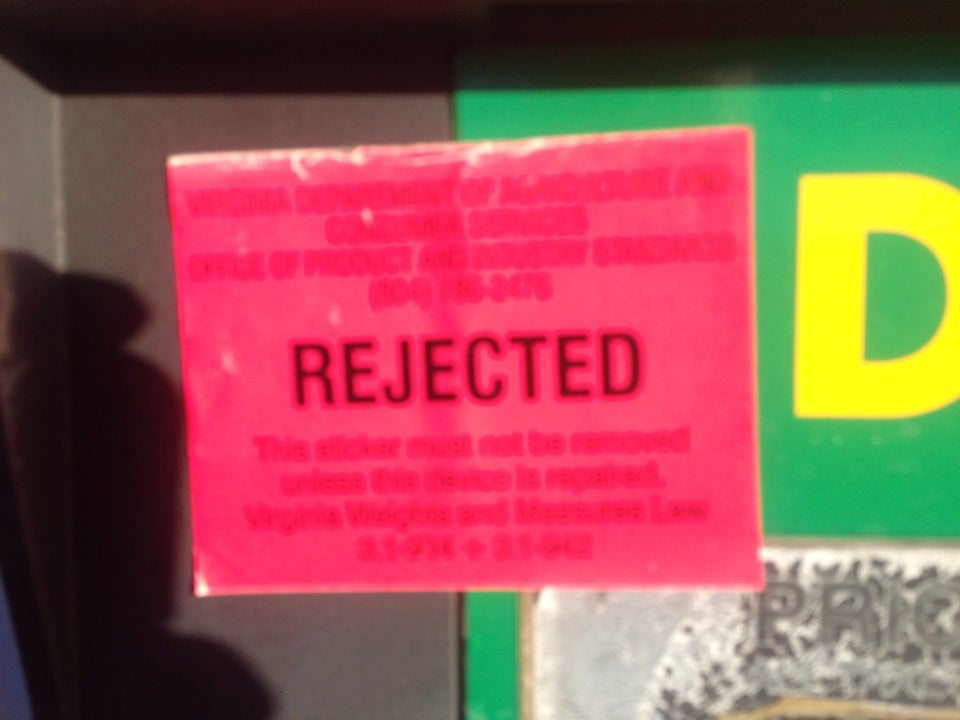 VIRGINIA DEPARTMENT OF AGRICULTURE AND
CONSUMER SERVICES
OFFICE OF PRODUCT AND INDUSTRY STANDARDS
REJECTED
This sticker must not be removed
unless this device is repaired.
Virginia Weights and Measures Law
D
PRIC